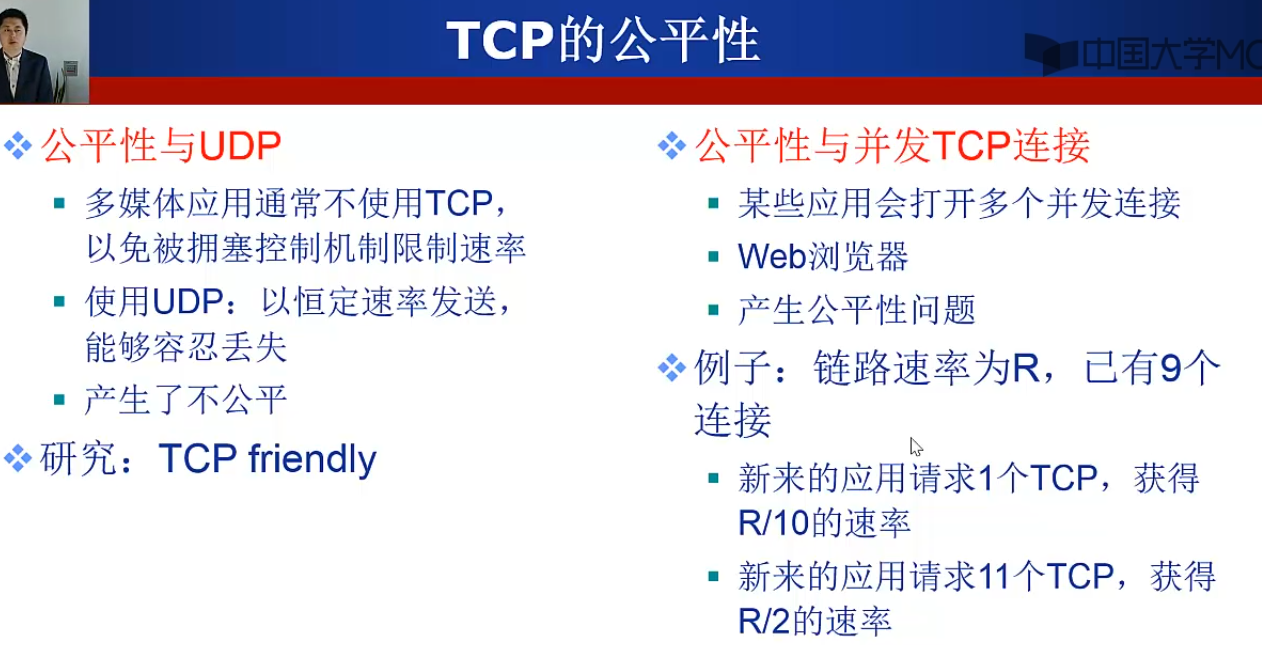 TCP的公平性
中国大学MO
公平性与UDP
多媒体应用通常不使用TCP，
以免被拥塞控制机制限制速率
使用UDP：以恒定速率发送，
能够容忍丢失
产生了不公平
研究：TCP friendly
公平性与并发TCP连接
某些应用会打开多个并发连接
Web浏览器
产生公平性问题
例子：链路速率为R，已有9个
连接
新来的应用请求1个TCP，获得
R/10的速率
新来的应用请求11个TCP，获得
R/2的速率